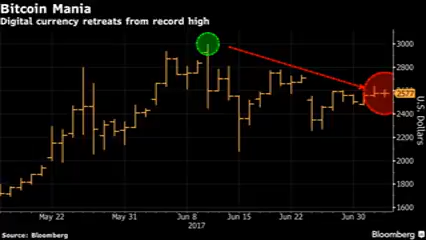 Bitcoin Mania
Digital currency retreats from record high
3000
2800
2577
2400
2200
2000
1800
1600
U.S. Dollars
May 22
May 31
Jun 8
Jun 15
Jun 22
Jun 30
2017
Source: Bloomberg
Bloomberg